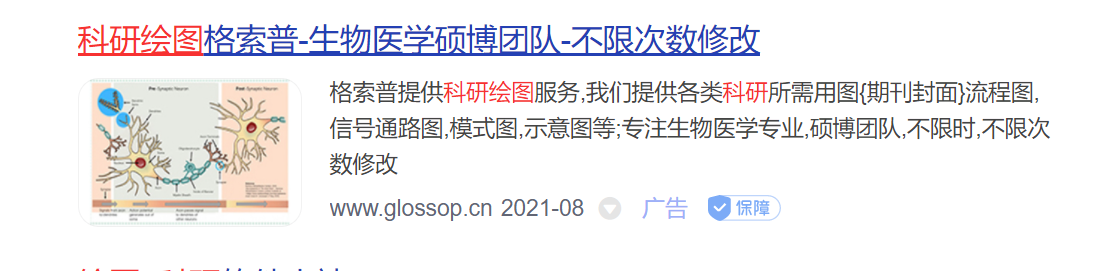 科研绘图格索普-生物医学硕博团队-不限次数修改
Pre-Synaptic Neuron
Post-Synaptic Neuron
格索普提供科研绘图服务,我们提供各类科研所需用图{期刊封面}流程图,
信号通路图,模式图,示意图等;专注生物医学专业,硕博团队,不限时,不限次
数修改
www.glossop.cn 2021-08 广告 保障